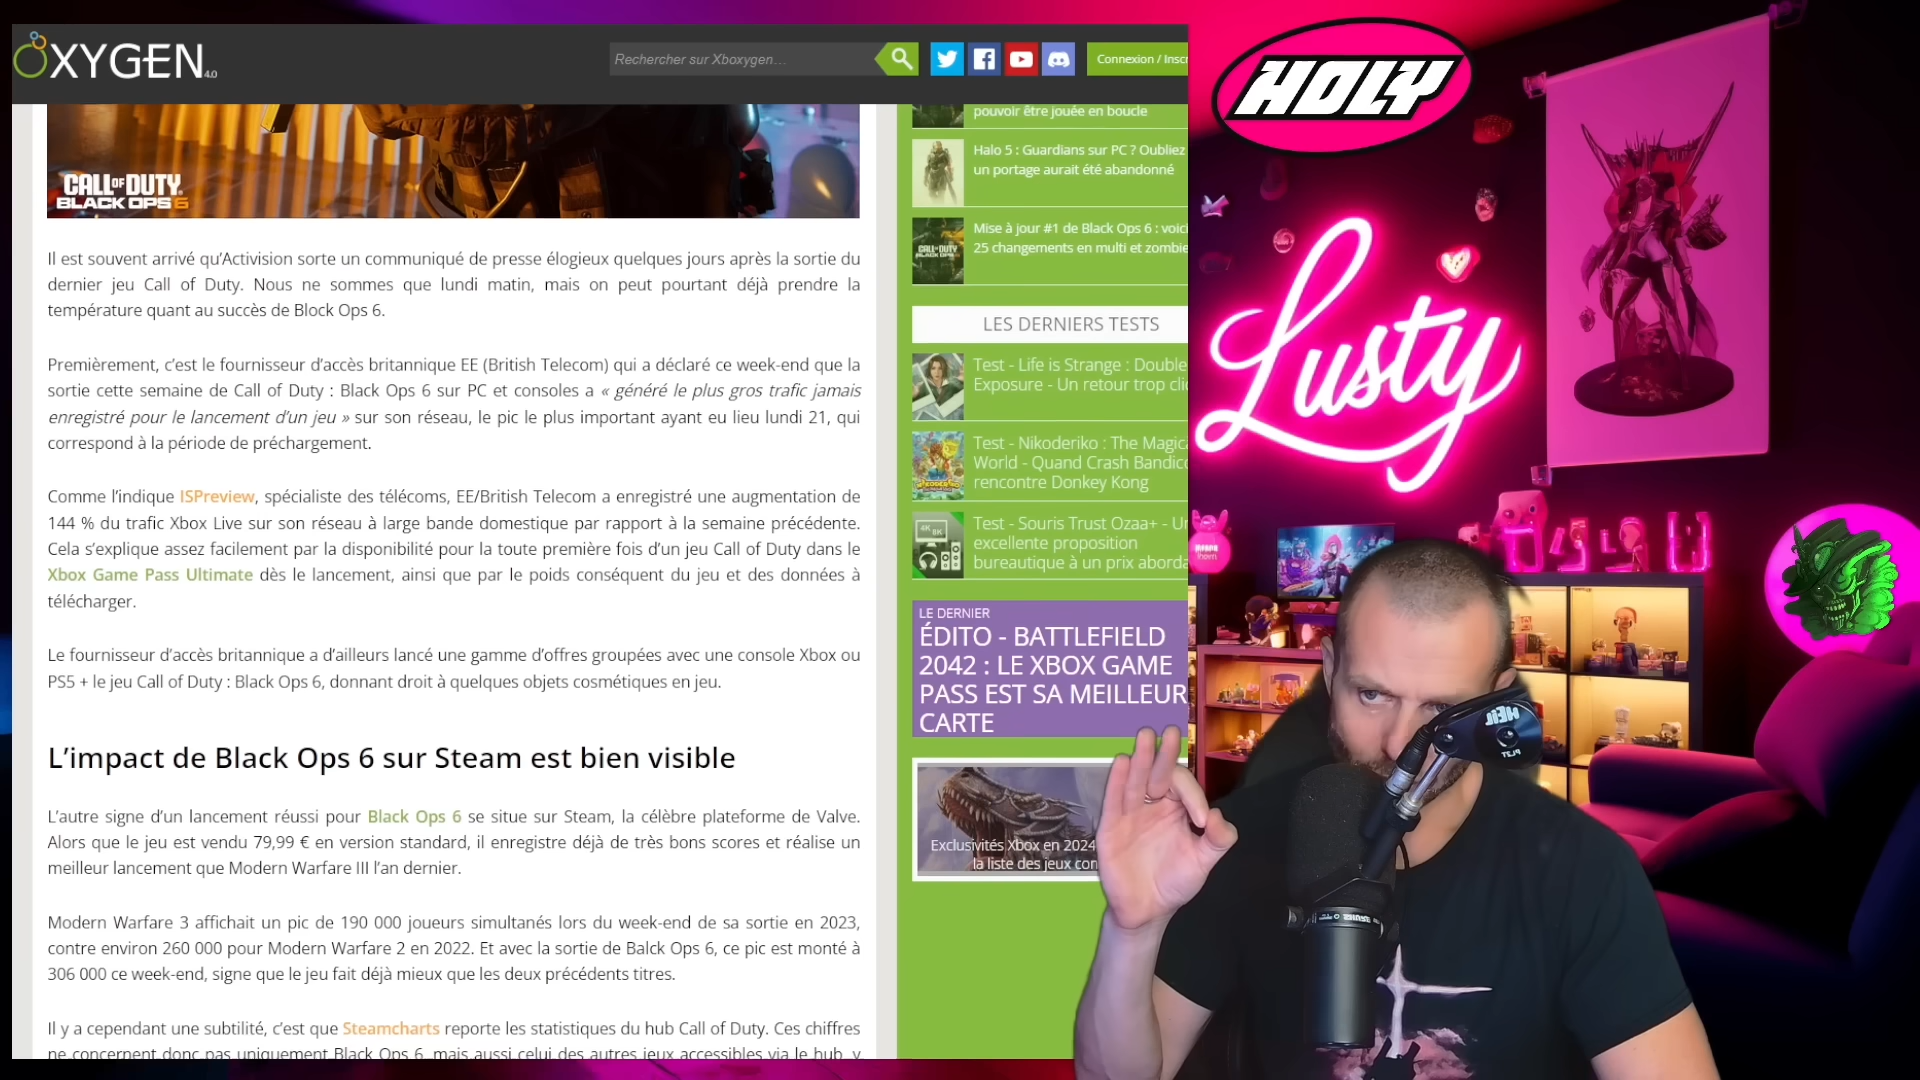 XYGEN4.0
Rechercher sur Xboxygen...
Connexion / Inscr
HOLY
CALL OF DUTY
BLACK OPS 6
Il est souvent arrivé qu'Activision sorte un communiqué de presse élogieux quelques jours après la sortie du
dernier jeu Call of Duty. Nous ne sommes que lundi matin, mais on peut pourtant déjà prendre la
température quant au succès de Block Ops 6.
Premièrement, c'est le fournisseur d'accès britannique EE (British Telecom) qui a déclaré ce week-end que la
sortie cette semaine de Call of Duty : Black Ops 6 sur PC et consoles a « généré le plus gros trafic jamais
enregistré pour le lancement d'un jeu » sur son réseau, le pic le plus important ayant eu lieu lundi 21, qui
correspond à la période de préchargement.
Comme l'indique ISPreview, spécialiste des télécoms, EE/British Telecom a enregistré une augmentation de
144 % du trafic Xbox Live sur son réseau à large bande domestique par rapport à la semaine précédente.
Cela s'explique assez facilement par la disponibilité pour la toute première fois d'un jeu Call of Duty dans le
Xbox Game Pass Ultimate dès le lancement, ainsi que par le poids conséquent du jeu et des données à
télécharger.
Le fournisseur d'accès britannique a d'ailleurs lancé une gamme d'offres groupées avec une console Xbox ou
PS5 + le jeu Call of Duty : Black Ops 6, donnant droit à quelques objets cosmétiques en jeu.
L'impact de Black Ops 6 sur Steam est bien visible
L'autre signe d'un lancement réussi pour Black Ops 6 se situe sur Steam, la célèbre plateforme de Valve.
Alors que le jeu est vendu 79,99 € en version standard, il enregistre déjà de très bons scores et réalise un
meilleur lancement que Modern Warfare III l'an dernier.
Modern Warfare 3 affichait un pic de 190 000 joueurs simultanés lors du week-end de sa sortie en 2023,
contre environ 260 000 pour Modern Warfare 2 en 2022. Et avec la sortie de Balck Ops 6, ce pic est monté à
306 000 ce week-end, signe que le jeu fait déjà mieux que les deux précédents titres.
Il y a cependant une subtilité, c'est que Steamcharts reporte les statistiques du hub Call of Duty. Ces chiffres
ne concernent donc pas uniquement Black Ops 6, mais aussi celui des autres jeux accessibles via le hub, y
pouvoir être jouée en boucle
Halo 5 : Guardians sur PC ? Oubliez
un portage aurait été abandonné
Mise à jour #1 de Black Ops 6 : voici
25 changements en multi et zombie
LES DERNIERS TESTS
Test - Life is Strange : Double
Exposure - Un retour trop cli
Test - Nikoderiko : The Magica
World - Quand Crash Bandico
rencontre Donkey Kong
Test - Souris Trust Ozaa+ - Un
excellente proposition
bureautique à un prix aborda
LE DERNIER
ÉDITO - BATTLEFIELD
2042 : LE XBOX GAME
PASS EST SA MEILLEUR
CARTE
Exclusivités Xbox en 2024
la liste des jeux con
Lusty